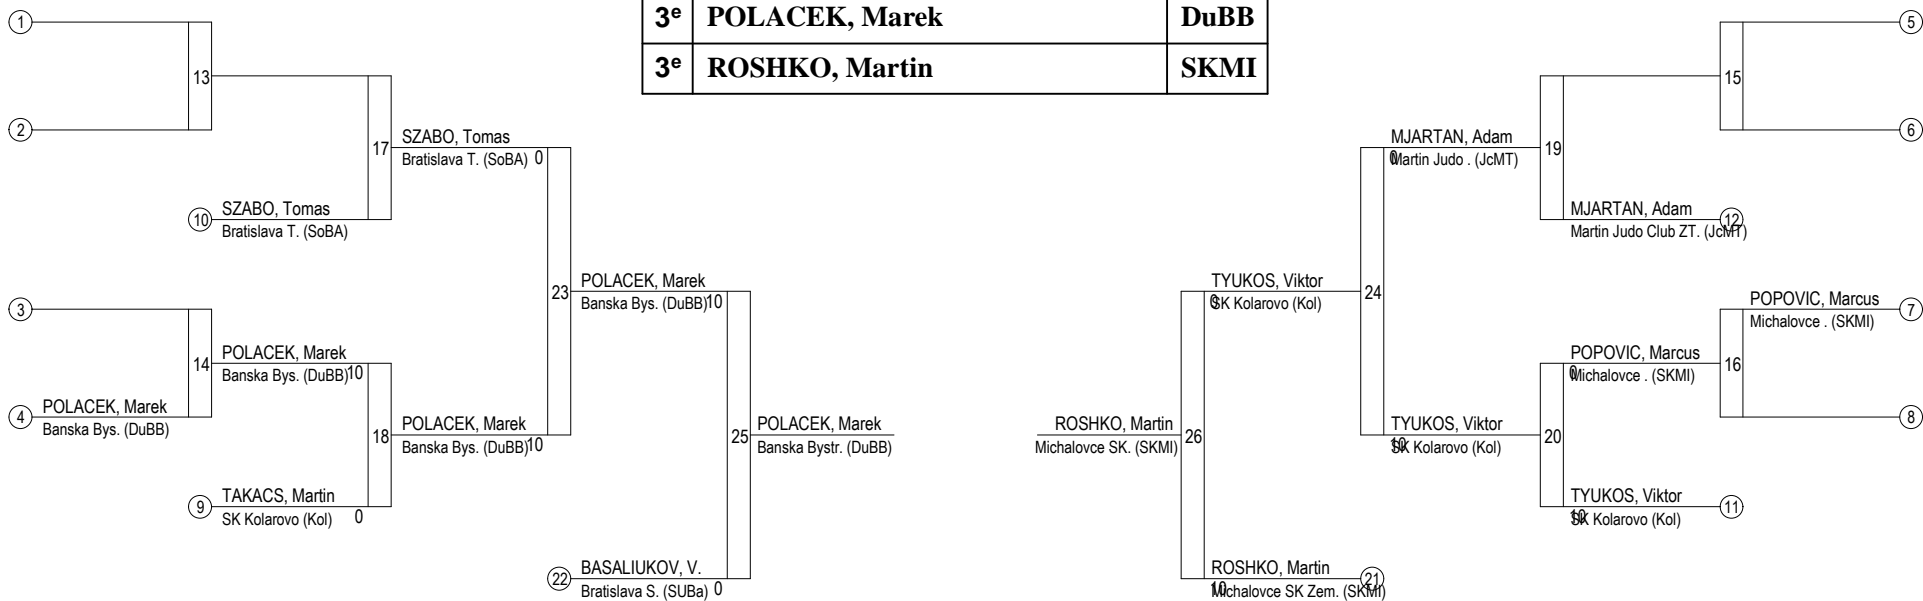 3e POLACEK, Marek DuBB
3e ROSHKO, Martin SKMI
1
13
2
17
SZABO, Tomas
Bratislava T. (SoBA) 0
10
SZABO, Tomas
Bratislava T. (SoBA)
23
POLACEK, Marek
Banska Bys. (DuBB) 10
3
14
POLACEK, Marek
Banska Bys. (DuBB) 10
4
POLACEK, Marek
Banska Bys. (DuBB)
18
POLACEK, Marek
Banska Bys. (DuBB) 10
9
TAKACS, Martin
SK Kolarovo (Kol) 0
25
POLACEK, Marek
Banska Bystr. (DuBB)
22
BASALIUKOV, V.
Bratislava S. (SUBa) 0
5
15
6
MJARTAN, Adam
0
Martin Judo . (JcMT)
19
MJARTAN, Adam
12
Martin Judo Club ZT. (JcMT)
TYUKOS, Viktor
0
SK Kolarovo (Kol)
24
POPOVIC, Marcus
7
Michalovce . (SKMI)
POPOVIC, Marcus
0
Michalovce . (SKMI)
16
8
ROSHKO, Martin
Michalovce SK. (SKMI)
26
TYUKOS, Viktor
10
SK Kolarovo (Kol)
20
TYUKOS, Viktor
11
10
SK Kolarovo (Kol)
ROSHKO, Martin
21
10
Michalovce SK Zem. (SKMI)